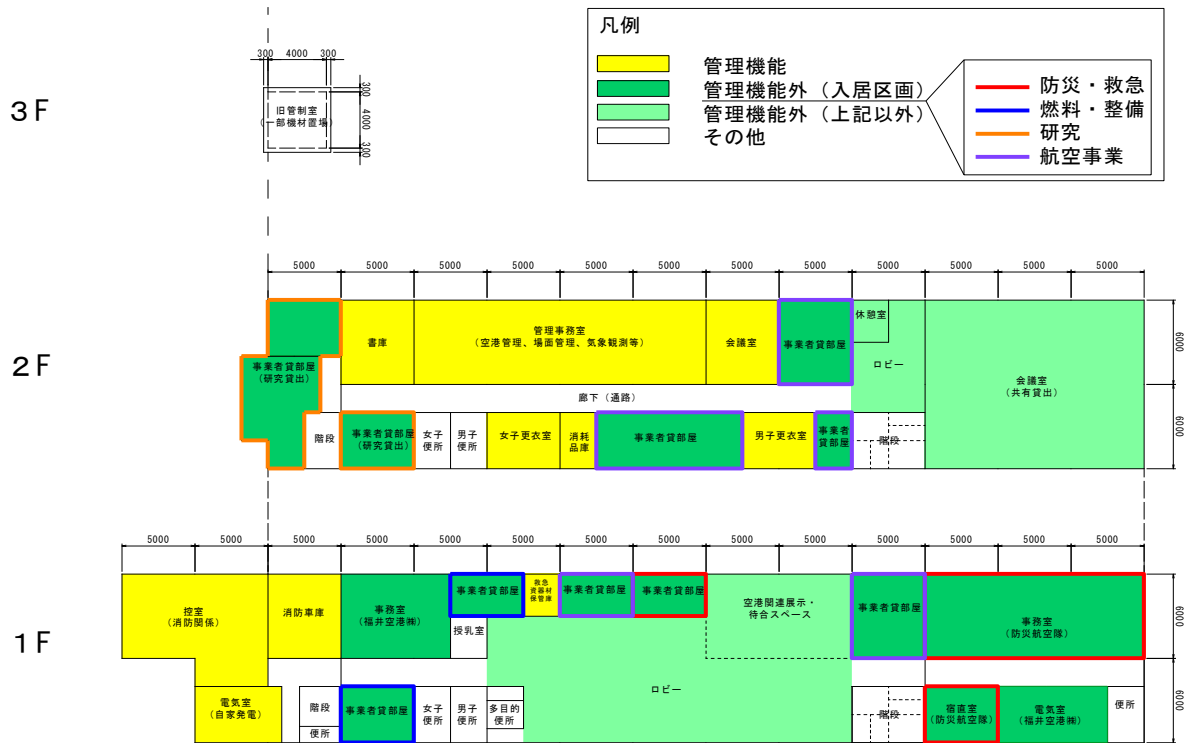 凡例
管理機能
管理機能外（入居区画）
管理機能外（上記以外）
その他
防災・救急
燃料・整備
研究
航空事業
3F
300 4000 300
旧管制室
（一部機材置場）
300
4000
300
2F
5000 5000 5000 5000 5000 5000 5000 5000 5000 5000 5000 5000
書庫
管理事務室
（空港管理、場面管理、気象観測等）
会議室
事業者貸部屋
休憩室
ロビー
会議室
（共有貸出）
事業者貸部屋
（研究貸出）
廊下（通路）
階段
事業者貸部屋
（研究貸出）
女子
便所
男子
便所
女子更衣室
消耗
品庫
事業者貸部屋
男子更衣室
事業者
貸部屋
階段
6000
6000
1F
5000 5000 5000 5000 5000 5000 5000 5000 5000 5000 5000 5000 5000 5000
控室
（消防関係）
消防車庫
事務室
（福井空港㈱）
事業者貸部屋
授乳室
救急
資器材
保管庫
事業者貸部屋
事業者貸部屋
空港関連展示・
待合スペース
事業者貸部屋
事務室
（防災航空隊）
ロビー
電気室
（自家発電）
階段
便所
事業者貸部屋
女子
便所
男子
便所
多目的
便所
階段
宿直室
（防災航空隊）
電気室
（福井空港㈱）
便所
6000
6000